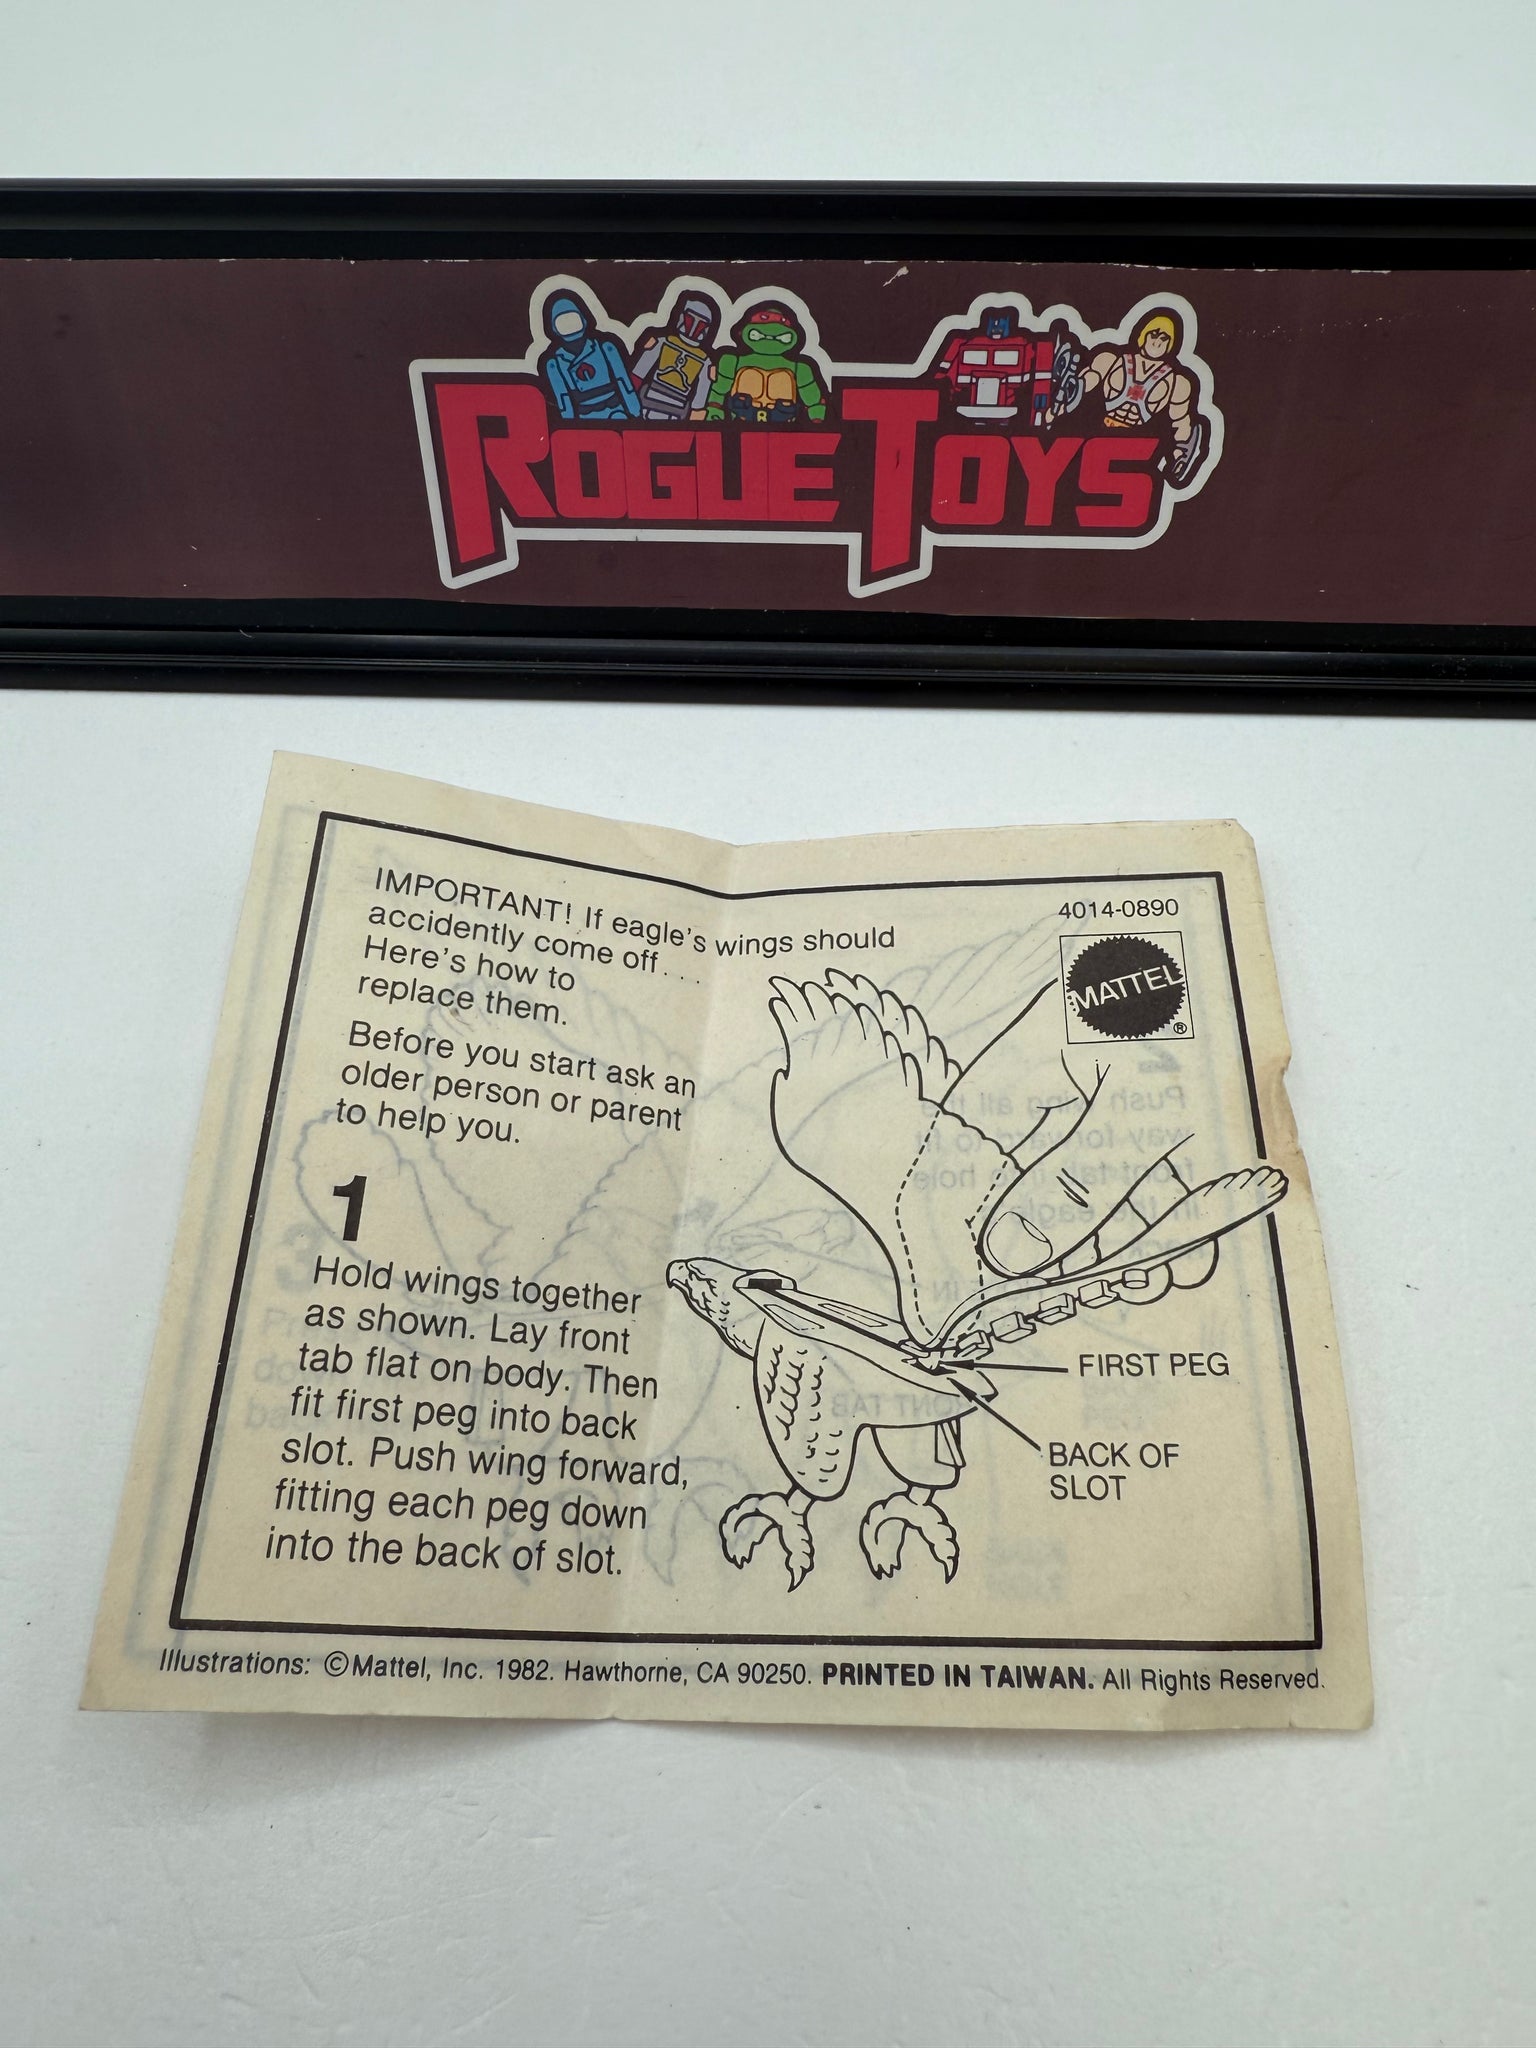 ROGUE TOYS
IMPORTANT! If eagle's wings should
accidently come off...
Here's how to
replace them.
Before you start ask an
older person or parent
to help you.
4014-0890
MATTEL
®
1
Hold wings together
as shown. Lay front
tab flat on body. Then
fit first peg into back
slot. Push wing forward,
fitting each peg down
into the back of slot.
FIRST PEG
BACK OF
SLOT
Illustrations: ©Mattel, Inc. 1982. Hawthorne, CA 90250. PRINTED IN TAIWAN. All Rights Reserved.